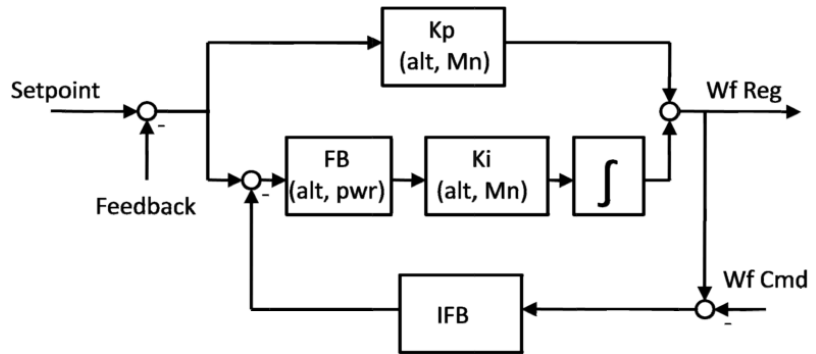 Kp
(alt, Mn)
Setpoint
Wf Reg
-
FB
(alt, pwr)
Ki
(alt, Mn)
∫
-
Feedback
Wf Cmd
IFB
-